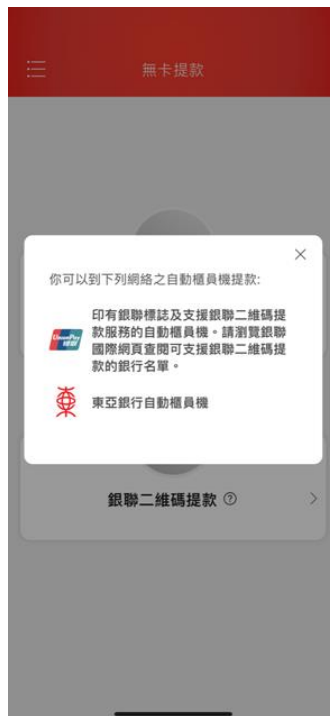 無卡提款
你可以到下列網絡之自動櫃員機提款:
印有銀聯標誌及支援銀聯二維碼提
款服務的自動櫃員機。請瀏覽銀聯
國際網頁查閱可支援銀聯二維碼提
款的銀行名單。
UnionPay
银联
東亞銀行自動櫃員機
銀聯二維碼提款